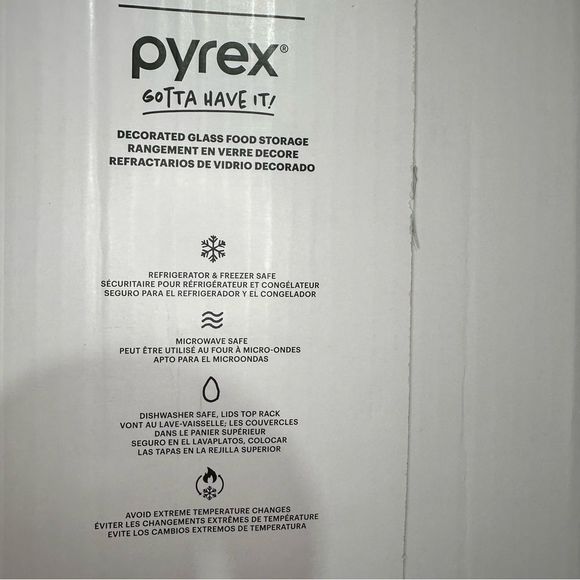 pyrex®
GOTTA HAVE IT!
DECORATED GLASS FOOD STORAGE
RANGEMENT EN VERRE DECORE
REFRACTARIOS DE VIDRIO DECORADO
REFRIGERATOR & FREEZER SAFE
SÉCURITAIRE POUR RÉFRIGÉRATEUR ET CONGÉLATEUR
SEGURO PARA EL REFRIGERADOR Y EL CONGELADOR
MICROWAVE SAFE
PEUT ÊTRE UTILISÉ AU FOUR À MICRO-ONDES
APTO PARA EL MICROONDAS
DISHWASHER SAFE, LIDS TOP RACK
VONT AU LAVE-VAISSELLE; LES COUVERCLES
DANS LE PANIER SUPÉRIEUR
SEGURO EN EL LAVAPLATOS, COLOCAR
LAS TAPAS EN LA REJILLA SUPERIOR
AVOID EXTREME TEMPERATURE CHANGES
ÉVITER LES CHANGEMENTS EXTRÊMES DE TEMPÉRATURE
EVITE LOS CAMBIOS EXTREMOS DE TEMPERATURA